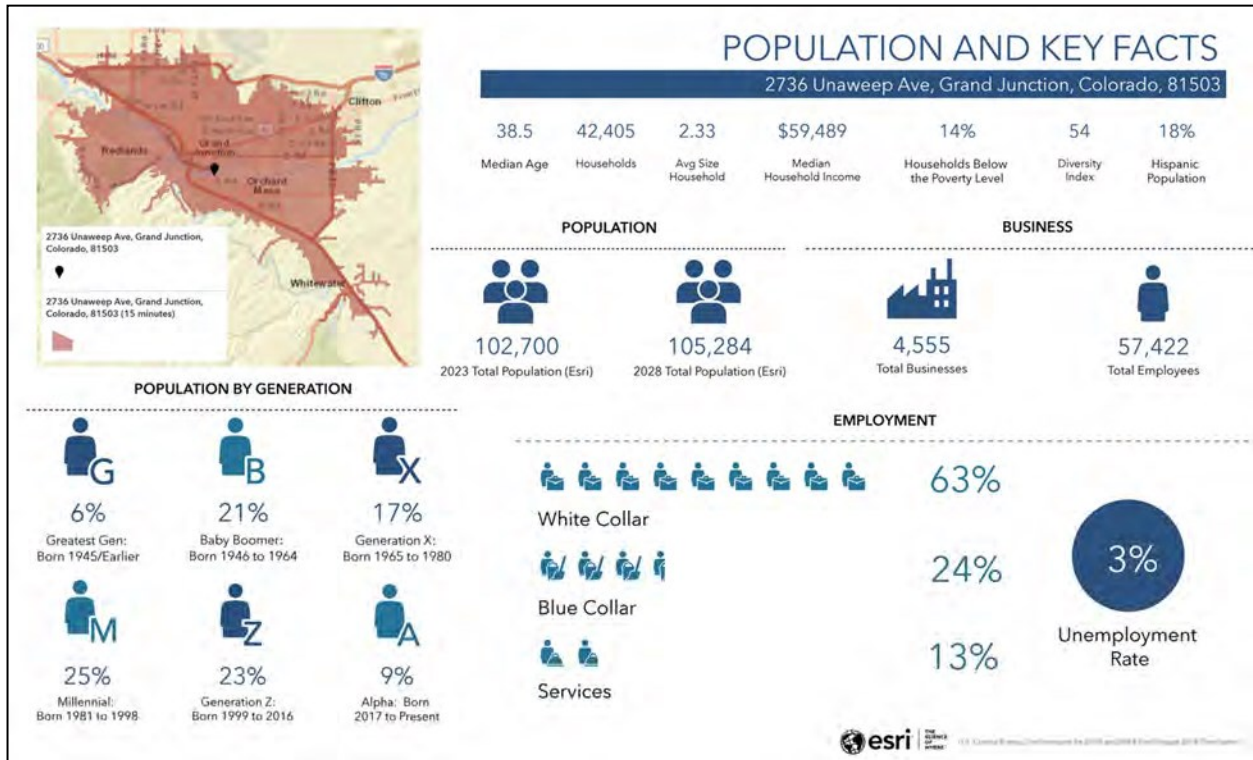 POPULATION AND KEY FACTS
2736 Unaweep Ave, Grand Junction, Colorado, 81503
Clifton
Redlands
Grand
Junction
Orchard
Mesa
Whitewater
2736 Unaweep Ave, Grand Junction,
Colorado, 81503
2736 Unaweep Ave, Grand Junction,
Colorado, 81503 (15 minutes)
38.5
Median Age
42,405
Households
2.33
Avg Size
Household
$59,489
Median
Household Income
14%
Households Below
the Poverty Level
54
Diversity
Index
18%
Hispanic
Population
POPULATION
102,700
2023 Total Population (Esri)
105,284
2028 Total Population (Esri)
BUSINESS
4,555
Total Businesses
57,422
Total Employees
POPULATION BY GENERATION
G
6%
Greatest Gen:
Born 1945/Earlier
B
21%
Baby Boomer:
Born 1946 to 1964
X
17%
Generation X:
Born 1965 to 1980
M
25%
Millennial:
Born 1981 to 1998
Z
23%
Generation Z:
Born 1999 to 2016
A
9%
Alpha: Born
2017 to Present
EMPLOYMENT
63%
White Collar
24%
Blue Collar
13%
Services
3%
Unemployment
Rate
esri
THE
SCIENCE
OF
WHERE